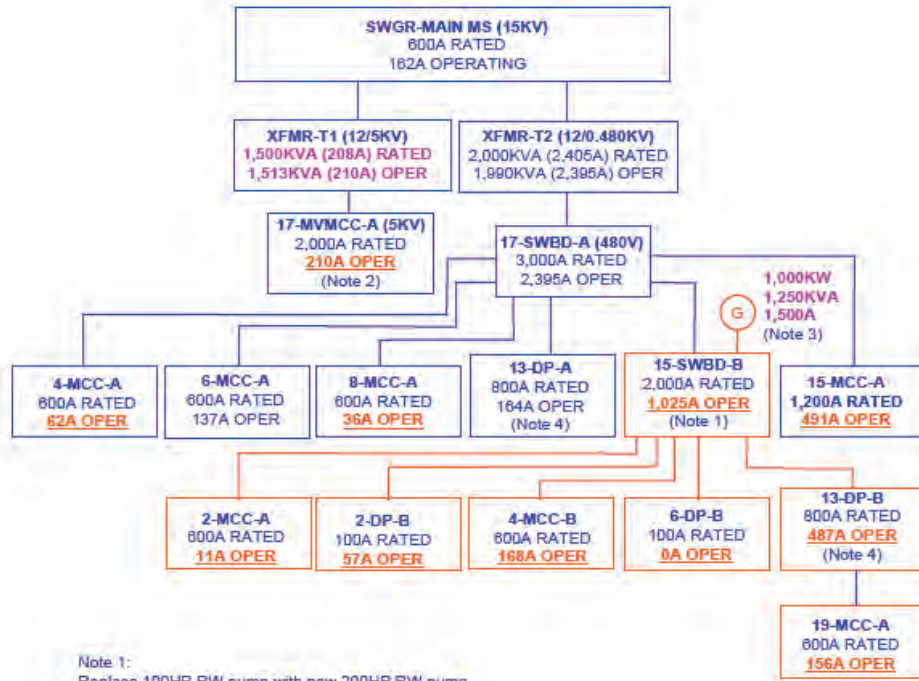 SWGR-MAIN MS (15KV)
600A RATED
162A OPERATING
XFMR-T1 (12/5KV)
1,500KVA (208A) RATED
1,513KVA (210A) OPER
XFMR-T2 (12/0.480KV)
2,000KVA (2,405A) RATED
1,990KVA (2,395A) OPER
17-MVMCC-A (5KV)
2,000A RATED
210A OPER
(Note 2)
17-SWBD-A (480V)
3,000A RATED
2,395A OPER
1,000KW
1,250KVA
1,500A
(Note 3)
G
4-MCC-A
600A RATED
62A OPER
6-MCC-A
600A RATED
137A OPER
8-MCC-A
600A RATED
36A OPER
13-DP-A
800A RATED
164A OPER
(Note 4)
15-SWBD-B
2,000A RATED
1,025A OPER
(Note 1)
15-MCC-A
1,200A RATED
491A OPER
2-MCC-A
600A RATED
11A OPER
2-DP-B
100A RATED
57A OPER
4-MCC-B
600A RATED
168A OPER
6-DP-B
100A RATED
0A OPER
13-DP-B
800A RATED
487A OPER
(Note 4)
19-MCC-A
600A RATED
156A OPER
Note 1: